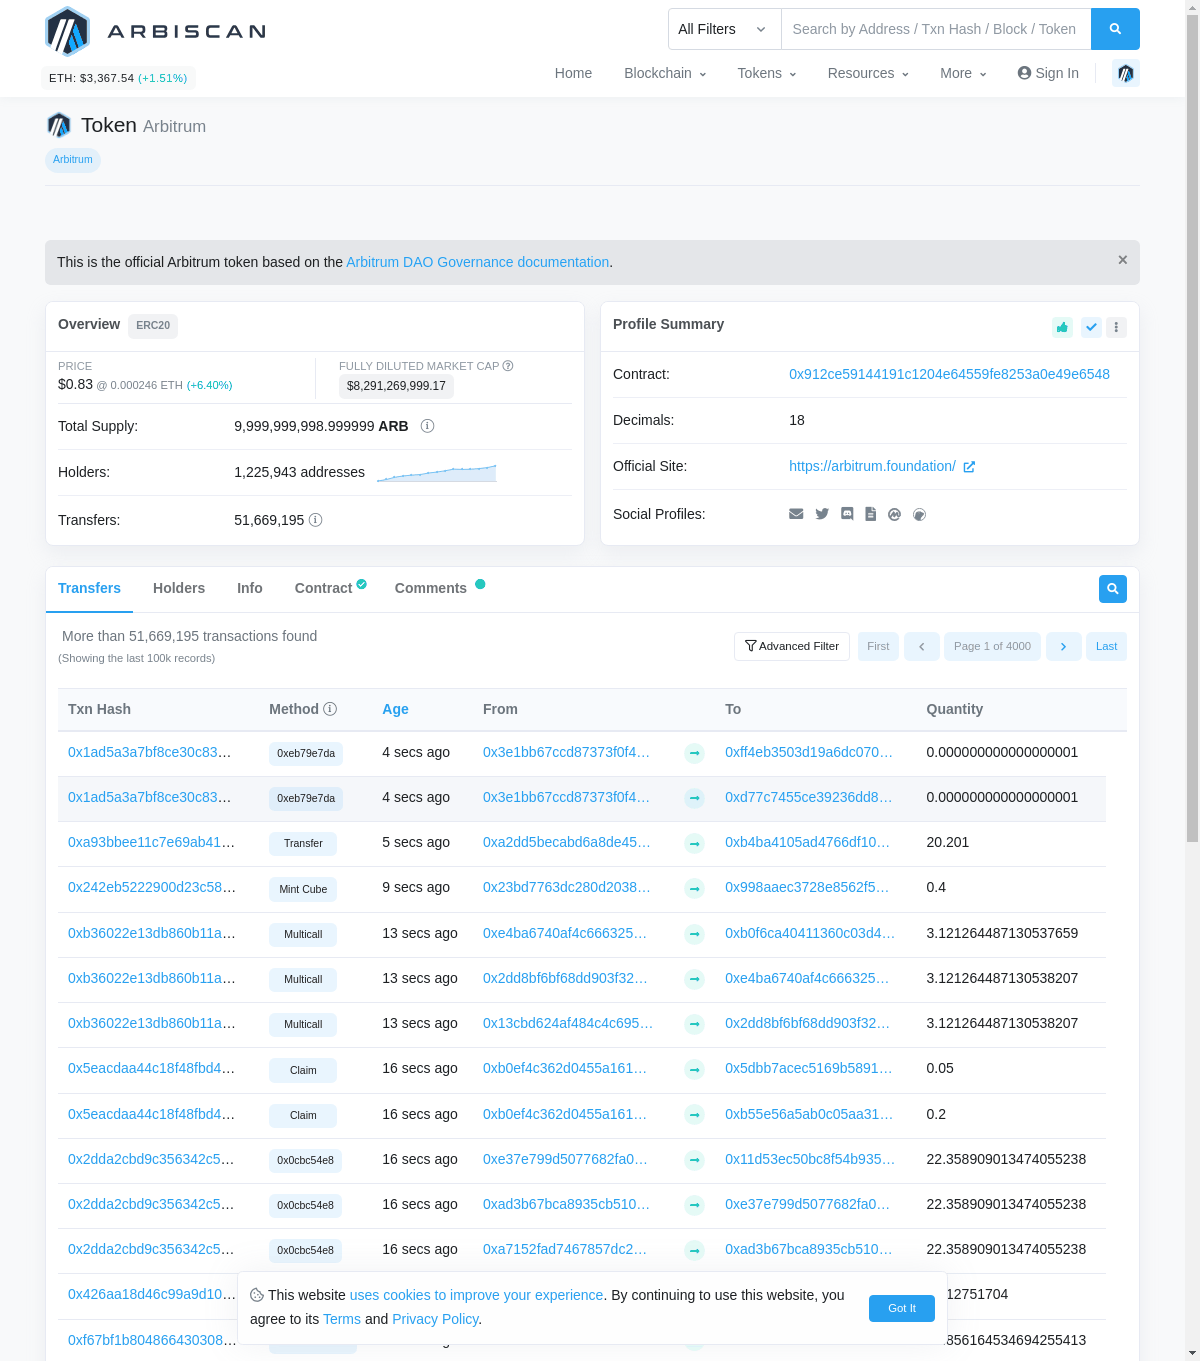 ARBISCAN
All Filters
Search by Address / Txn Hash / Block / Token
ETH: $3,367.54 (+1.51%)
Home Blockchain Tokens Resources More Sign In
Token Arbitrum
Arbitrum
This is the official Arbitrum token based on the Arbitrum DAO Governance documentation.
Overview ERC20
PRICE
$0.83 @ 0.000246 ETH (+6.40%)
FULLY DILUTED MARKET CAP
$8,291,269,999.17
Total Supply: 9,999,999,998.999999 ARB
Holders: 1,225,943 addresses
Transfers: 51,669,195
Profile Summary
Contract: 0x912ce59144191c1204e64559fe8253a0e49e6548
Decimals: 18
Official Site: https://arbitrum.foundation/
Social Profiles:
Transfers Holders Info Contract Comments
More than 51,669,195 transactions found
(Showing the last 100k records)
Advanced Filter First Page 1 of 4000 Last
Txn Hash Method Age From To Quantity
0x1ad5a3a7bf8ce30c83… 0xeb79e7da 4 secs ago 0x3e1bb67ccd87373f0f4… 0xff4eb3503d19a6dc070… 0.000000000000000001
0x1ad5a3a7bf8ce30c83… 0xeb79e7da 4 secs ago 0x3e1bb67ccd87373f0f4… 0xd77c7455ce39236dd8… 0.000000000000000001
0xa93bbee11c7e69ab41… Transfer 5 secs ago 0xa2dd5becabd6a8de45… 0xb4ba4105ad4766df10… 20.201
0x242eb5222900d23c58… Mint Cube 9 secs ago 0x23bd7763dc280d2038… 0x998aaec3728e8562f5… 0.4
0xb36022e13db860b11a… Multicall 13 secs ago 0xe4ba6740af4c666325… 0xb0f6ca40411360c03d4… 3.121264487130537659
0xb36022e13db860b11a… Multicall 13 secs ago 0x2dd8bf6bf68dd903f32… 0xe4ba6740af4c666325… 3.121264487130538207
0xb36022e13db860b11a… Multicall 13 secs ago 0x13cbd624af484c4c695… 0x2dd8bf6bf68dd903f32… 3.121264487130538207
0x5eacdaa44c18f48fbd4… Claim 16 secs ago 0xb0ef4c362d0455a161… 0x5dbb7acec5169b5891… 0.05
0x5eacdaa44c18f48fbd4… Claim 16 secs ago 0xb0ef4c362d0455a161… 0xb55e56a5ab0c05aa31… 0.2
0x2dda2cbd9c356342c5… 0x0cbc54e8 16 secs ago 0xe37e799d5077682fa0… 0x11d53ec50bc8f54b935… 22.358909013474055238
0x2dda2cbd9c356342c5… 0x0cbc54e8 16 secs ago 0xad3b67bca8935cb510… 0xe37e799d5077682fa0… 22.358909013474055238
0x2dda2cbd9c356342c5… 0x0cbc54e8 16 secs ago 0xa7152fad7467857dc2… 0xad3b67bca8935cb510… 22.358909013474055238
0x426aa18d46c99a9d10… 12751704
0xf67bf1b804866430308… 856164534694255413
This website uses cookies to improve your experience. By continuing to use this website, you
agree to its Terms and Privacy Policy.
Got It